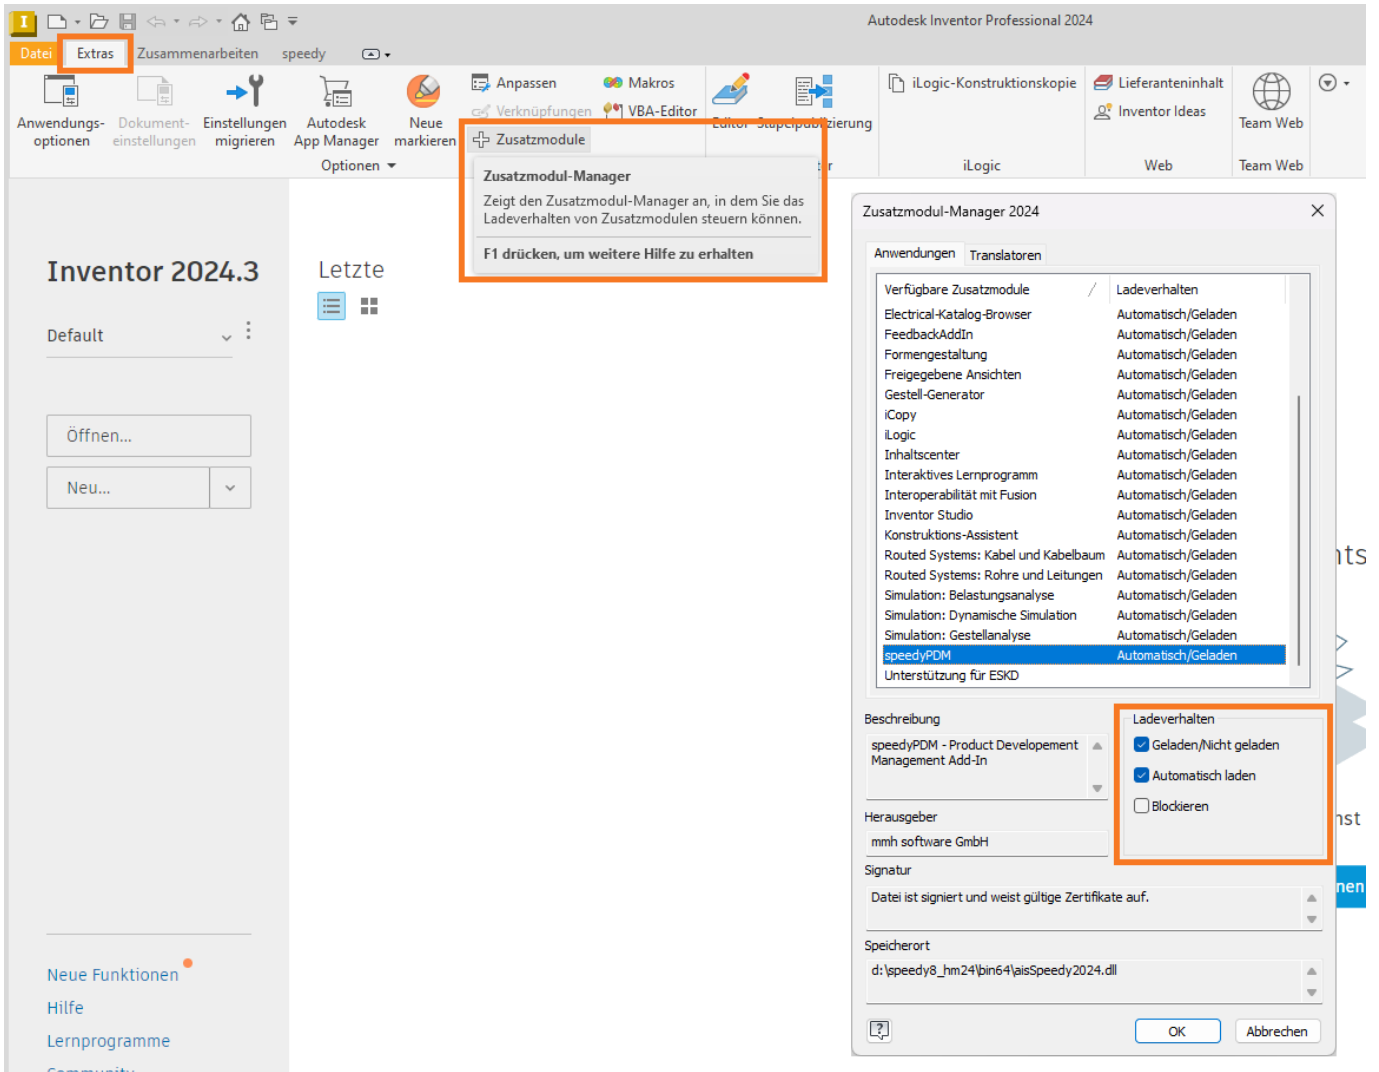 Autodesk Inventor Professional 2024
Datei Extras Zusammenarbeiten speedy
Anwendungs-
optionen
Dokument-
einstellungen
Einstellungen
migrieren
Autodesk
App Manager
Neue
markieren
Anpassen
Verknüpfungen
Zusatzmodule
Makros
VBA-Editor
Editor Stapelpublizierung
iLogic-Konstruktionskopie
Lieferanteninhalt
Inventor Ideas
Team Web
Optionen
iLogic
Web
Team Web
Zusatzmodul-Manager
Zeigt den Zusatzmodul-Manager an, in dem Sie das
Ladeverhalten von Zusatzmodulen steuern können.
F1 drücken, um weitere Hilfe zu erhalten
Inventor 2024.3
Default
Öffnen...
Neu...
Neue Funktionen
Hilfe
Lernprogramme
Community
Letzte
Zusatzmodul-Manager 2024
Anwendungen Translatoren
Verfügbare Zusatzmodule / Ladeverhalten
Electrical-Katalog-Browser Automatisch/Geladen
FeedbackAddIn Automatisch/Geladen
Formengestaltung Automatisch/Geladen
Freigegebene Ansichten Automatisch/Geladen
Gestell-Generator Automatisch/Geladen
iCopy Automatisch/Geladen
iLogic Automatisch/Geladen
Inhaltscenter Automatisch/Geladen
Interaktives Lernprogramm Automatisch/Geladen
Interoperabilität mit Fusion Automatisch/Geladen
Inventor Studio Automatisch/Geladen
Konstruktions-Assistent Automatisch/Geladen
Routed Systems: Kabel und Kabelbaum Automatisch/Geladen
Routed Systems: Rohre und Leitungen Automatisch/Geladen
Simulation: Belastungsanalyse Automatisch/Geladen
Simulation: Dynamische Simulation Automatisch/Geladen
Simulation: Gestellanalyse Automatisch/Geladen
speedyPDM Automatisch/Geladen
Unterstützung für ESKD
Beschreibung
speedyPDM - Product Developement
Management Add-In
Ladeverhalten
Geladen/Nicht geladen
Automatisch laden
Blockieren
Herausgeber
mmh software GmbH
Signatur
Datei ist signiert und weist gültige Zertifikate auf.
Speicherort
d:\speedy8_hm24\bin64\aisSpeedy2024.dll
OK Abbrechen